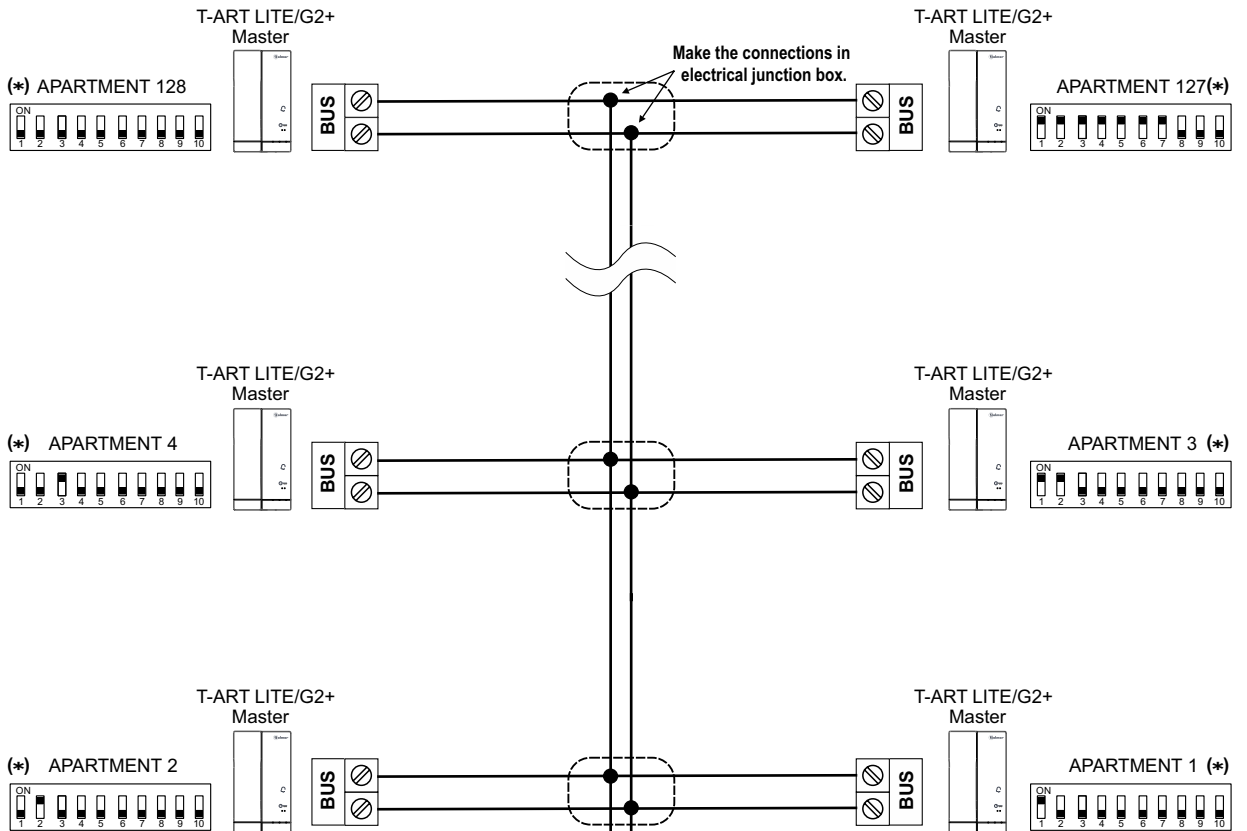 T-ART LITE/G2+
Master
T-ART LITE/G2+
Master
Make the connections in
electrical junction box.
(*) APARTMENT 128
ON
1 2 3 4 5 6 7 8 9 10
BUS
BUS
APARTMENT 127(*)
ON
1 2 3 4 5 6 7 8 9 10
T-ART LITE/G2+
Master
T-ART LITE/G2+
Master
(*) APARTMENT 4
ON
1 2 3 4 5 6 7 8 9 10
BUS
BUS
APARTMENT 3 (*)
ON
1 2 3 4 5 6 7 8 9 10
T-ART LITE/G2+
Master
T-ART LITE/G2+
Master
(*) APARTMENT 2
ON
1 2 3 4 5 6 7 8 9 10
BUS
BUS
APARTMENT 1 (*)
ON
1 2 3 4 5 6 7 8 9 10